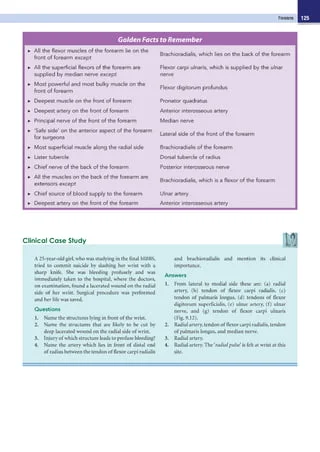 Forearm 125
Golden Facts to Remember
▸ All the flexor muscles of the forearm lie on the
front of forearm except
Brachioradialis, which lies on the back of the forearm
▸ All the superficial flexors of the forearm are
supplied by median nerve except
Flexor carpi ulnaris, which is supplied by the ulnar
nerve
▸ Most powerful and most bulky muscle on the
front of forearm
Flexor digitorum profundus
▸ Deepest muscle on the front of forearm
Pronator quadratus
▸ Deepest artery on the front of forearm
Anterior interosseous artery
▸ Principal nerve of the front of the forearm
Median nerve
▸ 'Safe side' on the anterior aspect of the forearm
for surgeons
Lateral side of the front of the forearm
▸ Most superficial muscle along the radial side
Brachioradialis of the forearm
▸ Lister tubercle
Dorsal tubercle of radius
▸ Chief nerve of the back of the forearm
Posterior interosseous nerve
▸ All the muscles on the back of the forearm are
extensors except
Brachioradialis, which is a flexor of the forearm
▸ Chief source of blood supply to the forearm
Ulnar artery
▸ Deepest artery on the front of the forearm
Anterior interosseous artery
Clinical Case Study
A 25-year-old girl, who was studying in the final MBBS,
tried to commit suicide by slashing her wrist with a
sharp knife. She was bleeding profusely and was
immediately taken to the hospital, where the doctors,
on examination, found a lacerated wound on the radial
side of her wrist. Surgical procedure was performed
and her life was saved.
Questions
1. Name the structures lying in front of the wrist.
2. Name the structures that are likely to be cut by
deep lacerated wound on the radial side of wrist.
3. Injury of which structure leads to profuse bleeding?
4. Name the artery which lies in front of distal end
of radius between the tendon of flexor carpi radialis
and brachioradialis and mention its clinical
importance.
Answers
1. From lateral to medial side these are: (a) radial
artery, (b) tendon of flexor carpi radialis, (c)
tendon of palmaris longus, (d) tendons of flexor
digitorum superficialis, (e) ulnar artery, (f) ulnar
nerve, and (g) tendon of flexor carpi ulnaris
2. Radial artery, tendon of flexor carpi radialis, tendon
of palmaris longus, and median nerve.
3. Radial artery.
4. Radial artery. The 'radial pulse' is felt at wrist at this
site.